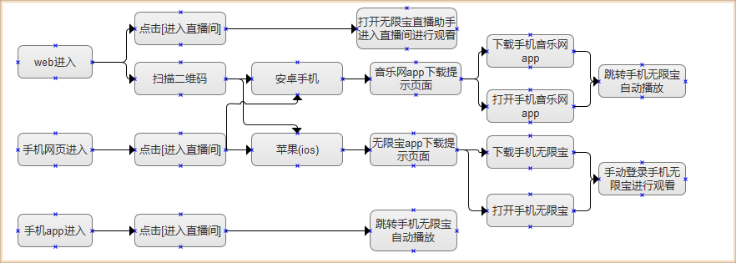 web进入
点击[进入直播间]
打开无限宝直播助手
进入直播间进行观看
扫描二维码
安卓手机
音乐网app下载提
示页面
下载手机音乐网
app
打开手机音乐网
app
跳转手机无限宝
自动播放
手机网页进入
点击[进入直播间]
苹果(ios)
无限宝app下载提
示页面
下载手机无限宝
打开手机无限宝
手动登录手机无
限宝进行观看
手机app进入
点击[进入直播间]
跳转手机无限宝
自动播放